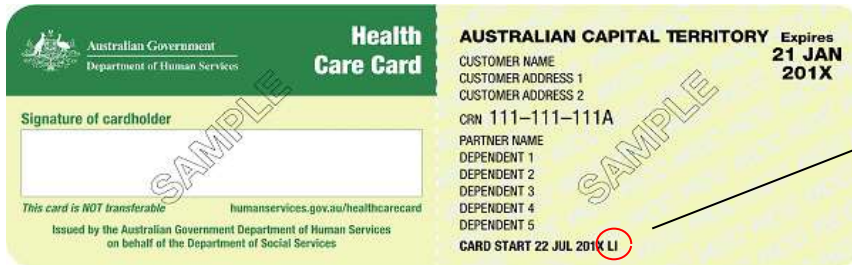 Australian Government
Department of Human Services
Health
Care Card
Signature of cardholder
SAMPLE
This card is NOT transferable
humanservices.gov.au/healthcarecard
Issued by the Australian Government Department of Human Services
on behalf of the Department of Social Services
AUSTRALIAN CAPITAL TERRITORY
Expires
21 JAN
201X
CUSTOMER NAME
CUSTOMER ADDRESS 1
CUSTOMER ADDRESS 2
CRN 111–111–111A
PARTNER NAME
DEPENDENT 1
DEPENDENT 2
DEPENDENT 3
DEPENDENT 4
DEPENDENT 5
SAMPLE
CARD START 22 JUL 201X LI